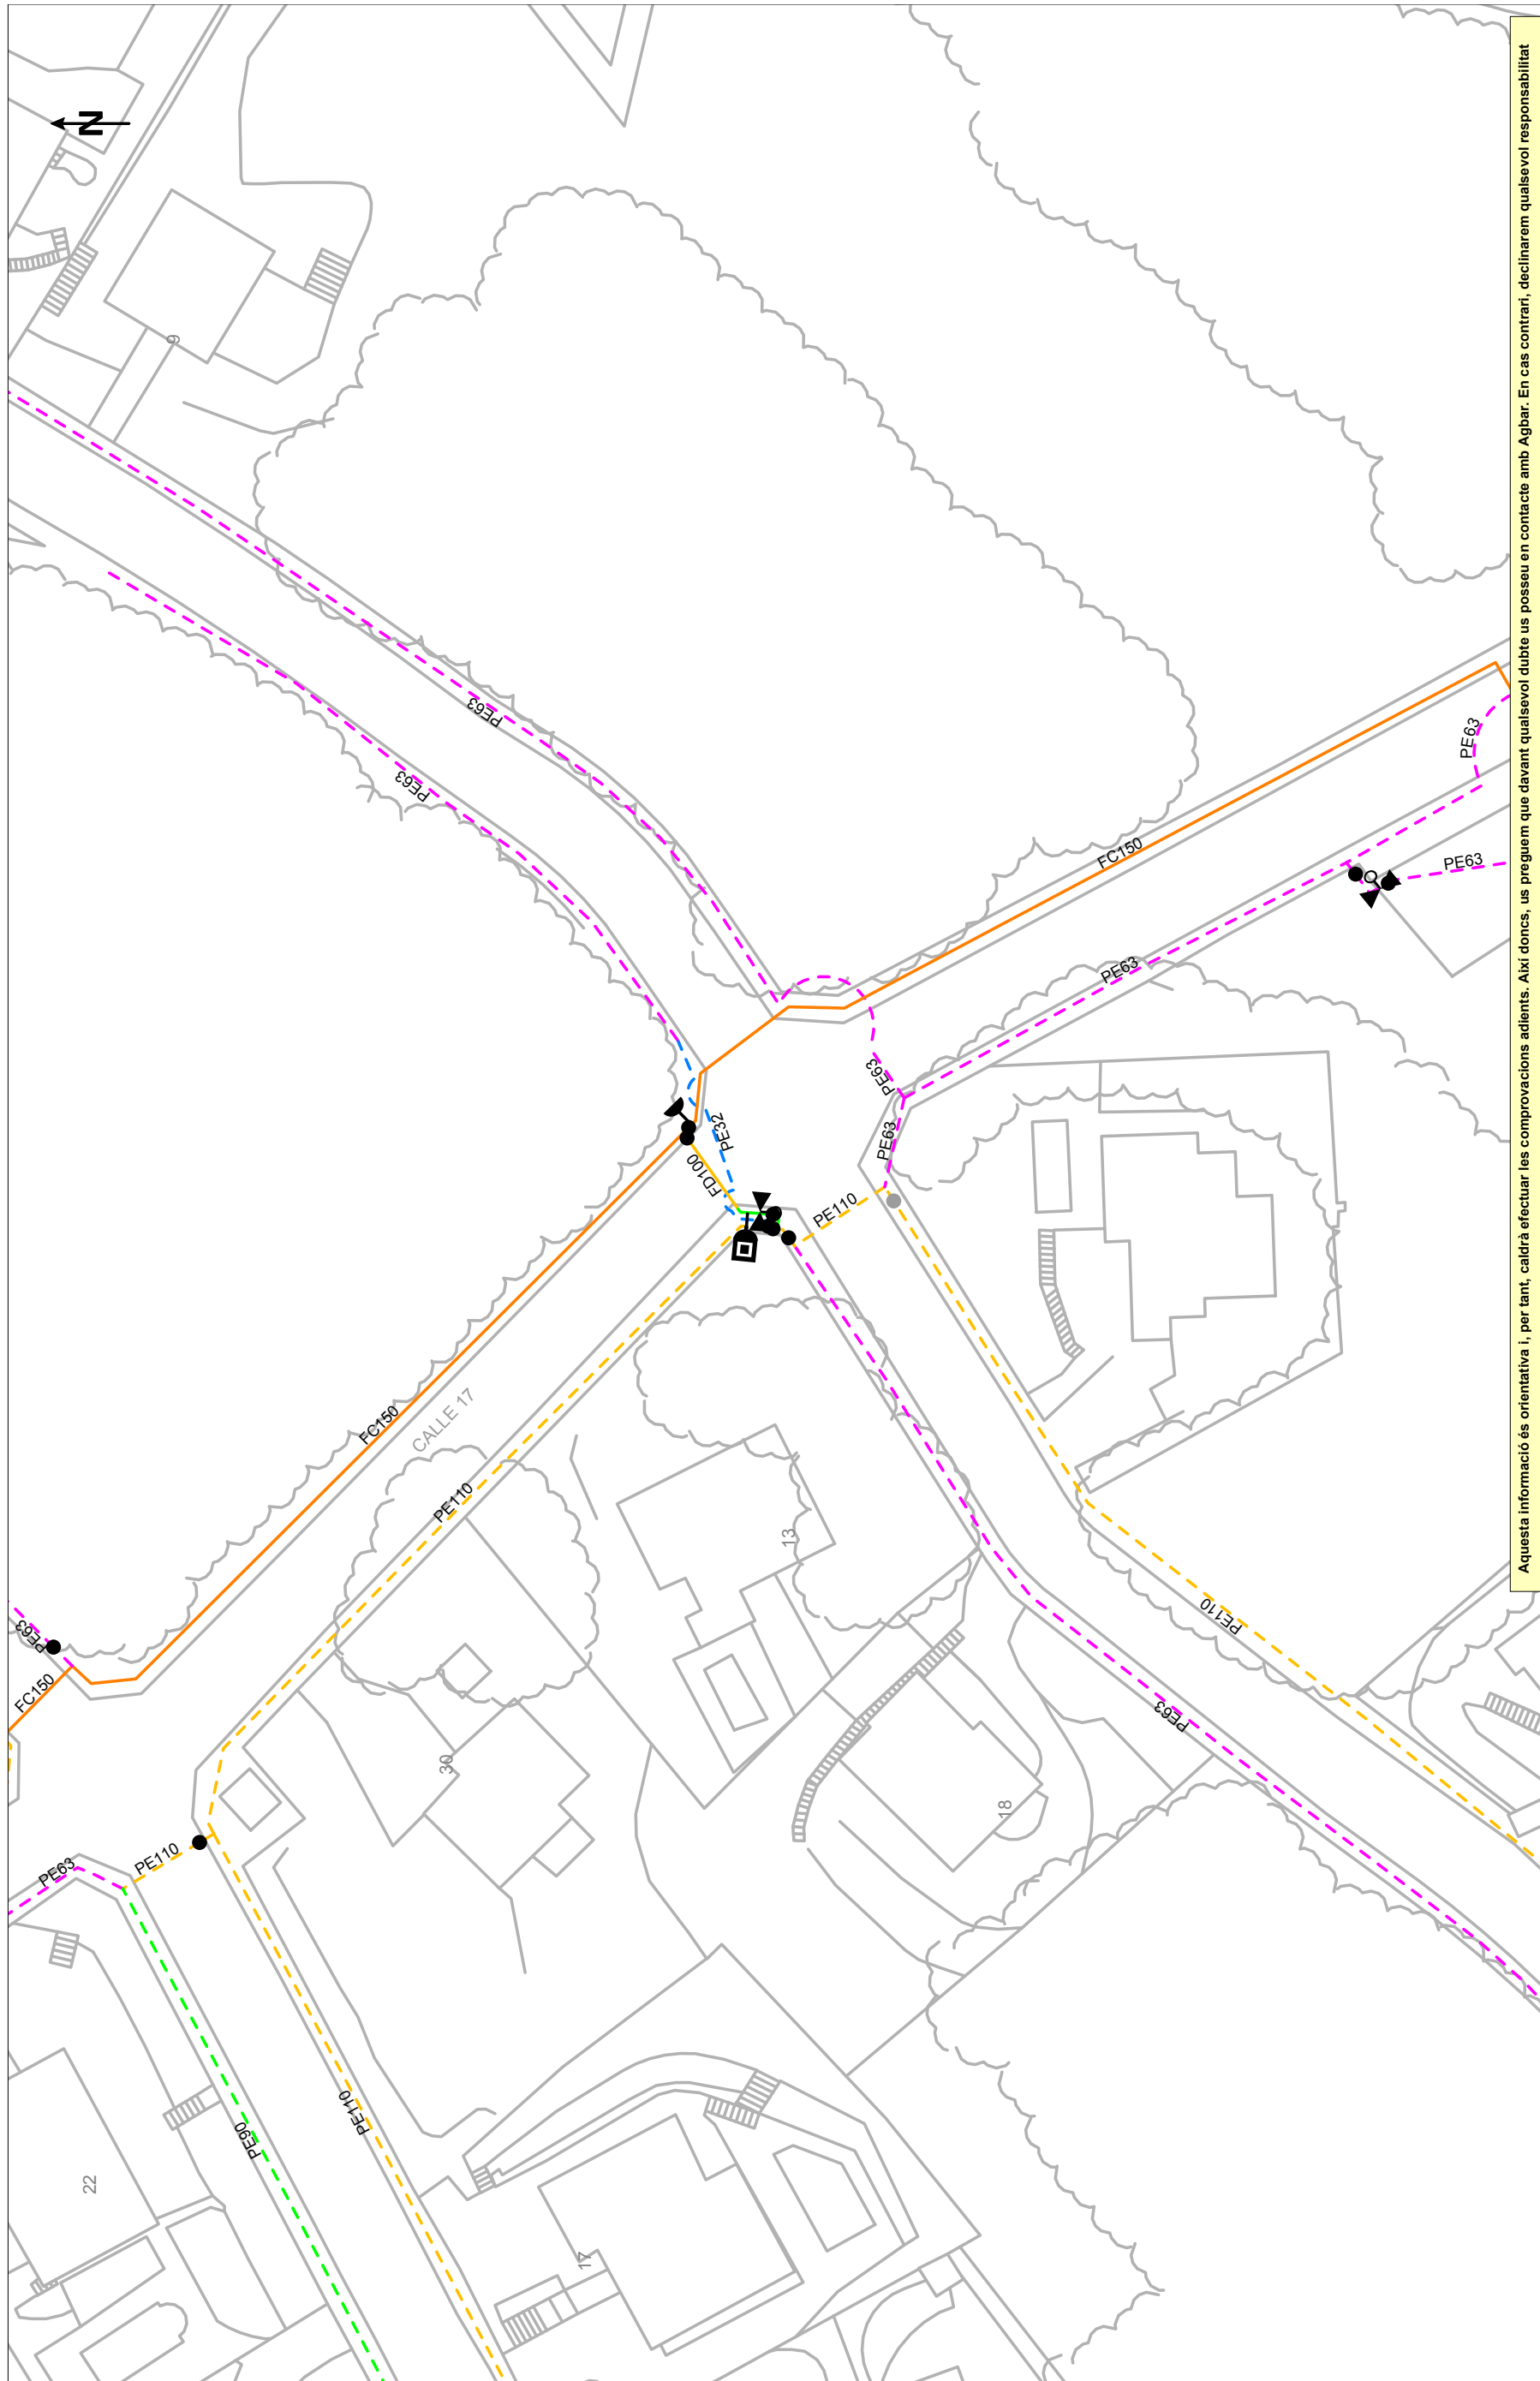 N
9
PE63
PE63
PE63
FC150
PE63
PE63
PE63
PE63
PE32
FD100
PE110
FC150
CALLE 17
PE110
13
PE63
FC150
PE110
30
PE63
18
PE63
PE110
PE90
PE110
22
17
Aquesta informació és orientativa i, per tant, caldrà efectuar les comprovacions adients. Així doncs, us preguem que davant qualsevol dubte us posseu en contacte amb Agbar. En cas contrari, declinarem qualsevol responsabilitat